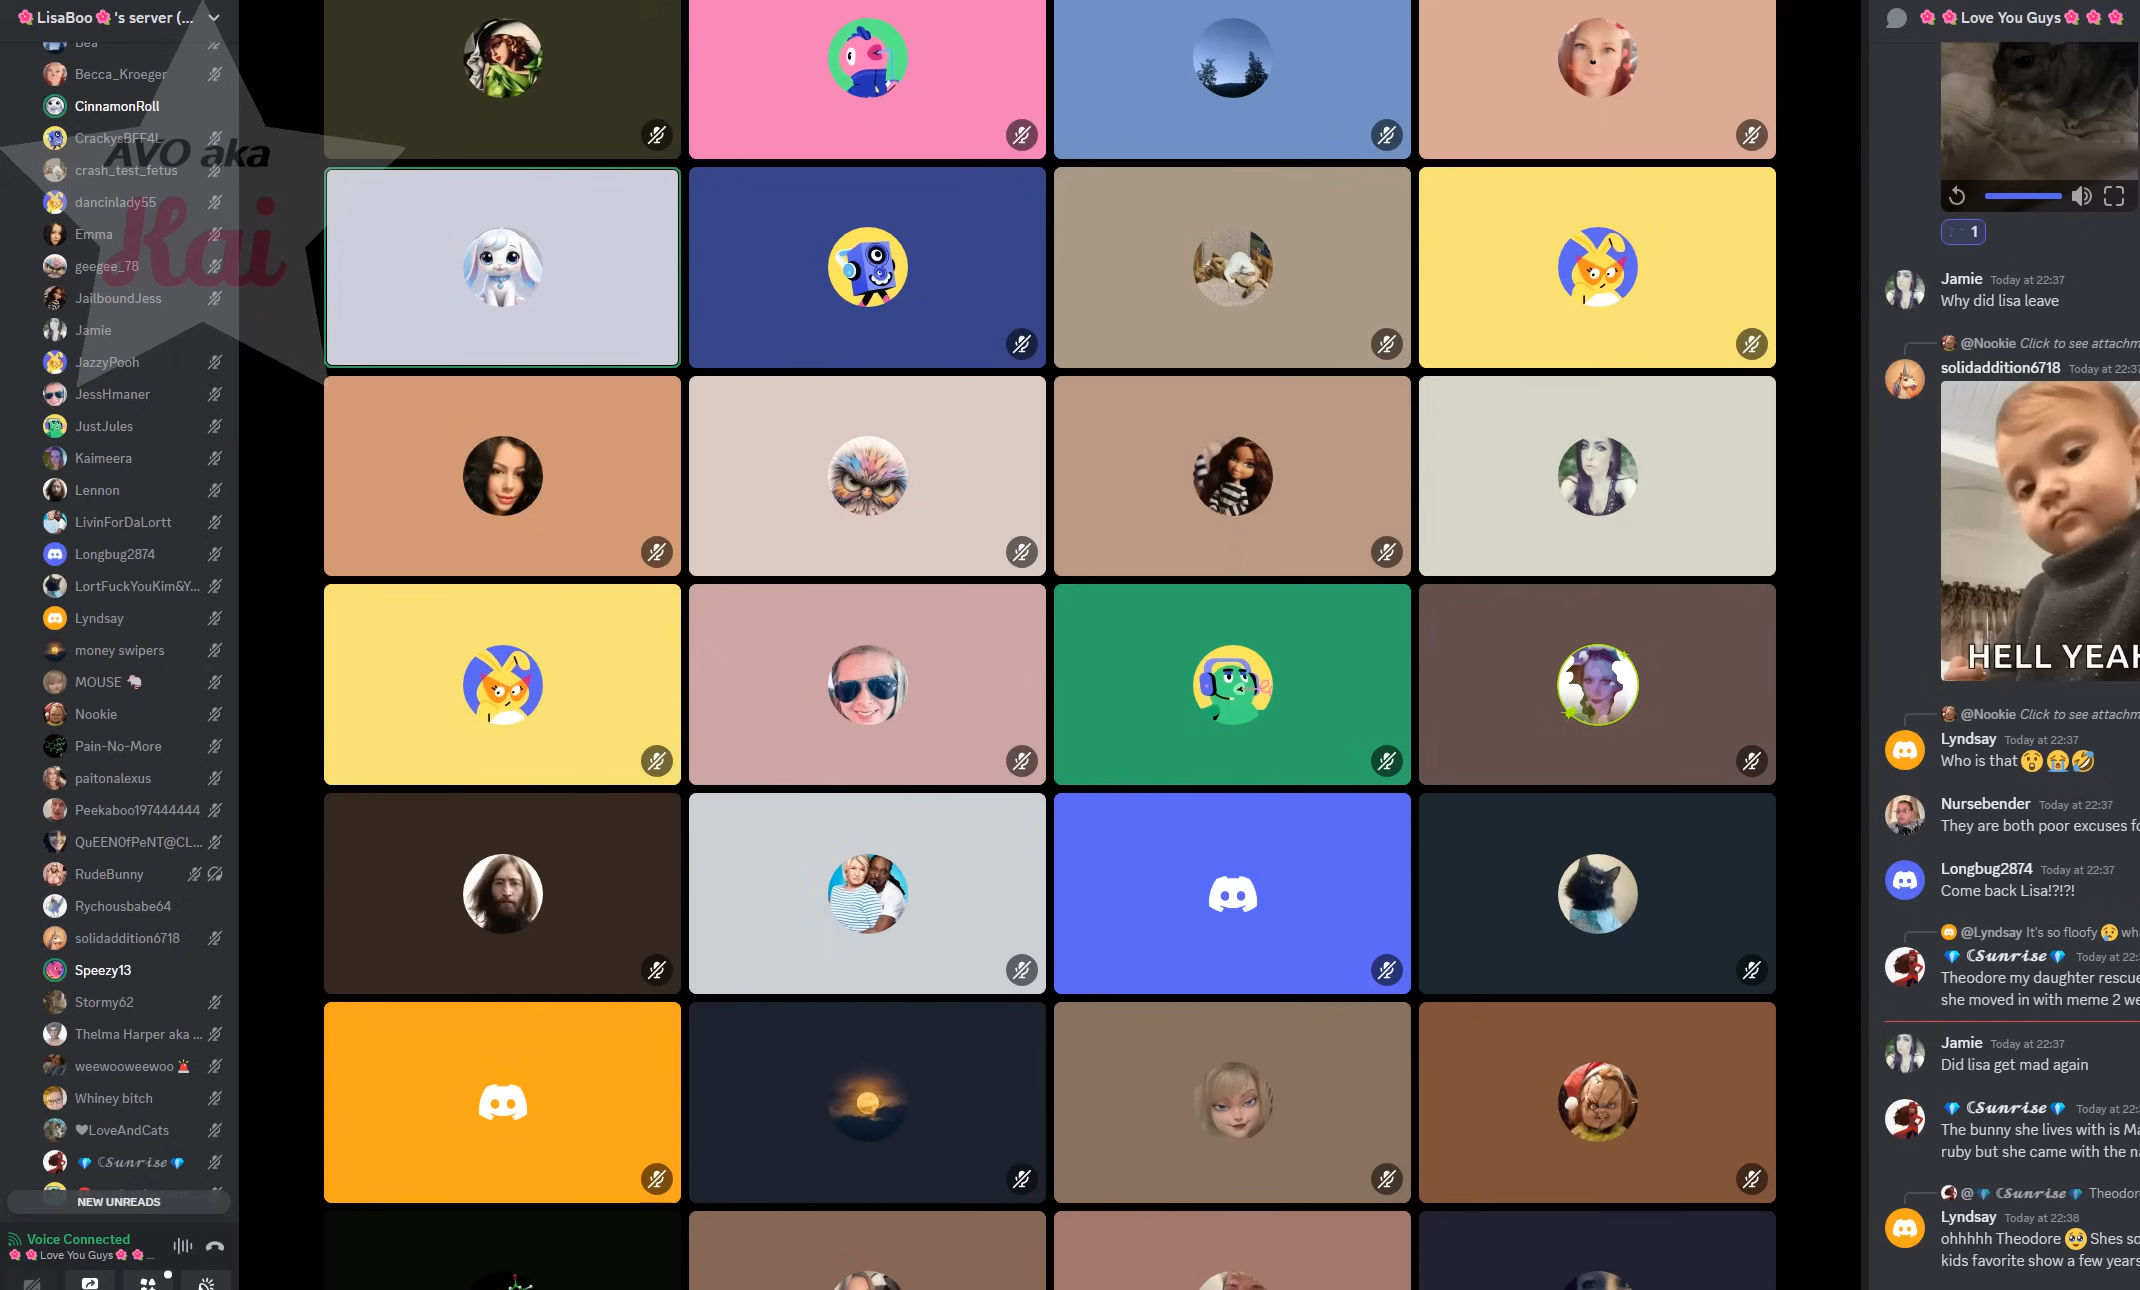 LisaBoo 's server (...
Bea
Becca_Kroeger
CinnamonRoll
CrackysBFF4L
crash_test_fetus
dancinlady55
Emma
geegee_78
JailboundJess
Jamie
JazzyPooh
JessHmaner
JustJules
Kaimeera
Lennon
LivinForDaLortt
Longbug2874
LortFuckYouKim&Y...
Lyndsay
money swipers
MOUSE
Nookie
Pain-No-More
paitonalexus
Peekaboo197444444
QuEEN0fPeNT@CL...
RudeBunny
Rychousbabe64
solidaddition6718
Speezy13
Stormy62
Thelma Harper aka ...
weewooweewoo
Whiney bitch
LoveAndCats
☾𝓢𝓾𝓷𝓻𝓲𝓼𝓮
NEW UNREADS
Voice Connected
Love You Guys ...
AVO aka
Kai
Love You Guys
1
Jamie Today at 22:37
Why did lisa leave
@Nookie Click to see attachm
solidaddition6718 Today at 22:37
HELL YEAH
@Nookie Click to see attachm
Lyndsay Today at 22:37
Who is that 😲😭🤣
Nursebender Today at 22:37
They are both poor excuses fo
Longbug2874 Today at 22:37
Come back Lisa!?!?!
@Lyndsay It's so floofy 😢 wh
☾𝓢𝓾𝓷𝓻𝓲𝓼𝓮 Today at 22:
Theodore my daughter rescue
she moved in with meme 2 we
Jamie Today at 22:37
Did lisa get mad again
☾𝓢𝓾𝓷𝓻𝓲𝓼𝓮 Today at 22:
The bunny she lives with is Ma
ruby but she came with the na
@ ☾𝓢𝓾𝓷𝓻𝓲𝓼𝓮 Theodor
Lyndsay Today at 22:38
ohhhhh Theodore 🥹 Shes so
kids favorite show a few years